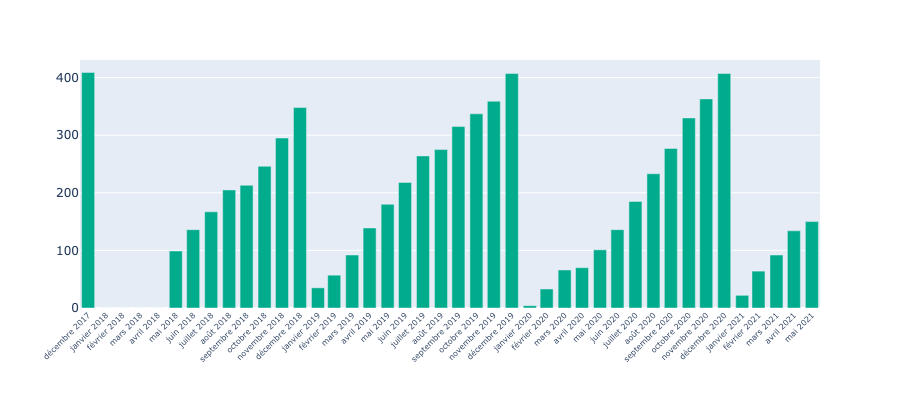 400
300
200
100
0
décembre 2017
janvier 2018
février 2018
mars 2018
avril 2018
mai 2018
juin 2018
juillet 2018
août 2018
septembre 2018
octobre 2018
novembre 2018
décembre 2018
janvier 2019
février 2019
mars 2019
avril 2019
mai 2019
juin 2019
juillet 2019
août 2019
septembre 2019
octobre 2019
novembre 2019
décembre 2019
janvier 2020
février 2020
mars 2020
avril 2020
mai 2020
juin 2020
juillet 2020
août 2020
septembre 2020
octobre 2020
novembre 2020
décembre 2020
janvier 2021
février 2021
mars 2021
avril 2021
mai 2021